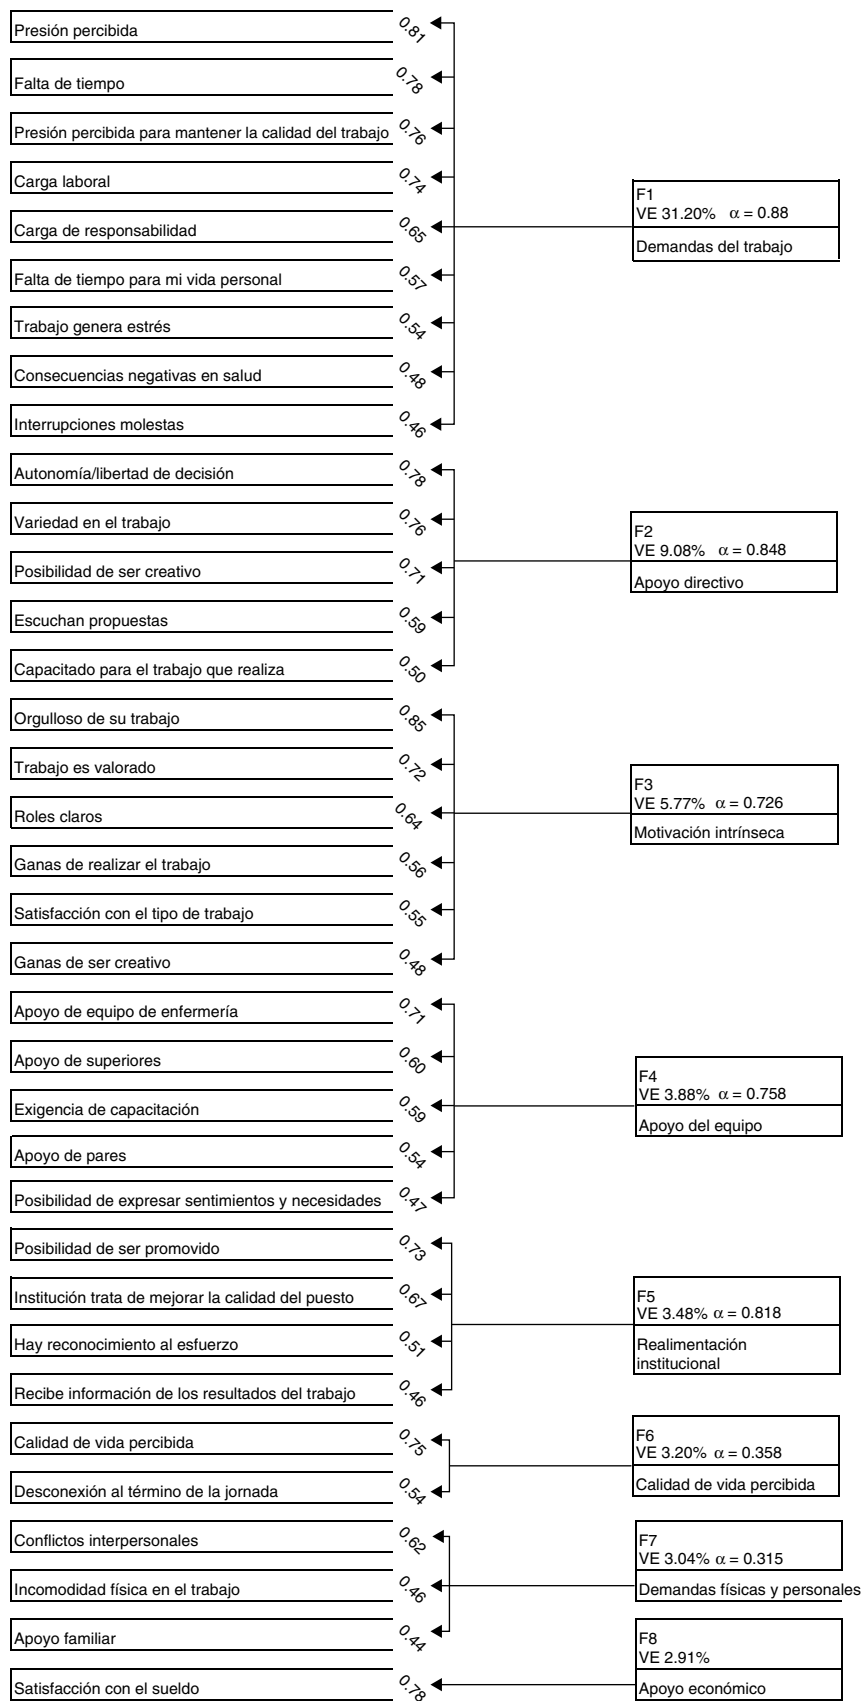 Presión percibida
0.81
Falta de tiempo
0.78
Presión percibida para mantener la calidad del trabajo
0.76
Carga laboral
0.74
Carga de responsabilidad
0.65
Falta de tiempo para mi vida personal
0.57
Trabajo genera estrés
0.54
Consecuencias negativas en salud
0.48
Interrupciones molestas
0.46
F1
VE 31.20% α = 0.88
Demandas del trabajo
Autonomía/libertad de decisión
0.78
Variedad en el trabajo
0.76
Posibilidad de ser creativo
0.71
Escuchan propuestas
0.59
Capacitado para el trabajo que realiza
0.50
F2
VE 9.08% α = 0.848
Apoyo directivo
Orgulloso de su trabajo
0.85
Trabajo es valorado
0.72
Roles claros
0.64
Ganas de realizar el trabajo
0.56
Satisfacción con el tipo de trabajo
0.55
Ganas de ser creativo
0.48
F3
VE 5.77% α = 0.726
Motivación intrínseca
Apoyo de equipo de enfermería
0.71
Apoyo de superiores
0.60
Exigencia de capacitación
0.59
Apoyo de pares
0.54
Posibilidad de expresar sentimientos y necesidades
0.47
F4
VE 3.88% α = 0.758
Apoyo del equipo
Posibilidad de ser promovido
0.73
Institución trata de mejorar la calidad del puesto
0.67
Hay reconocimiento al esfuerzo
0.51
Recibe información de los resultados del trabajo
0.46
F5
VE 3.48% α = 0.818
Realimentación
institucional
Calidad de vida percibida
0.75
Desconexión al término de la jornada
0.54
F6
VE 3.20% α = 0.358
Calidad de vida percibida
Conflictos interpersonales
0.62
Incomodidad física en el trabajo
0.46
Apoyo familiar
0.44
F7
VE 3.04% α = 0.315
Demandas físicas y personales
Satisfacción con el sueldo
0.78
F8
VE 2.91%
Apoyo económico